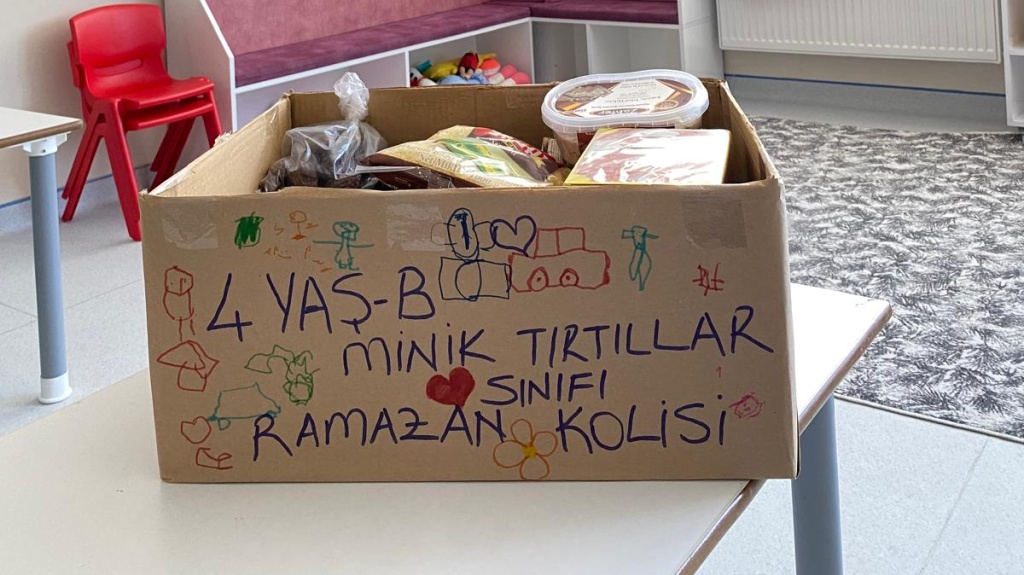 4 YAŞ-B
MİNİK TIRTILLAR
SINIFI
RAMAZAN KOLİSİ